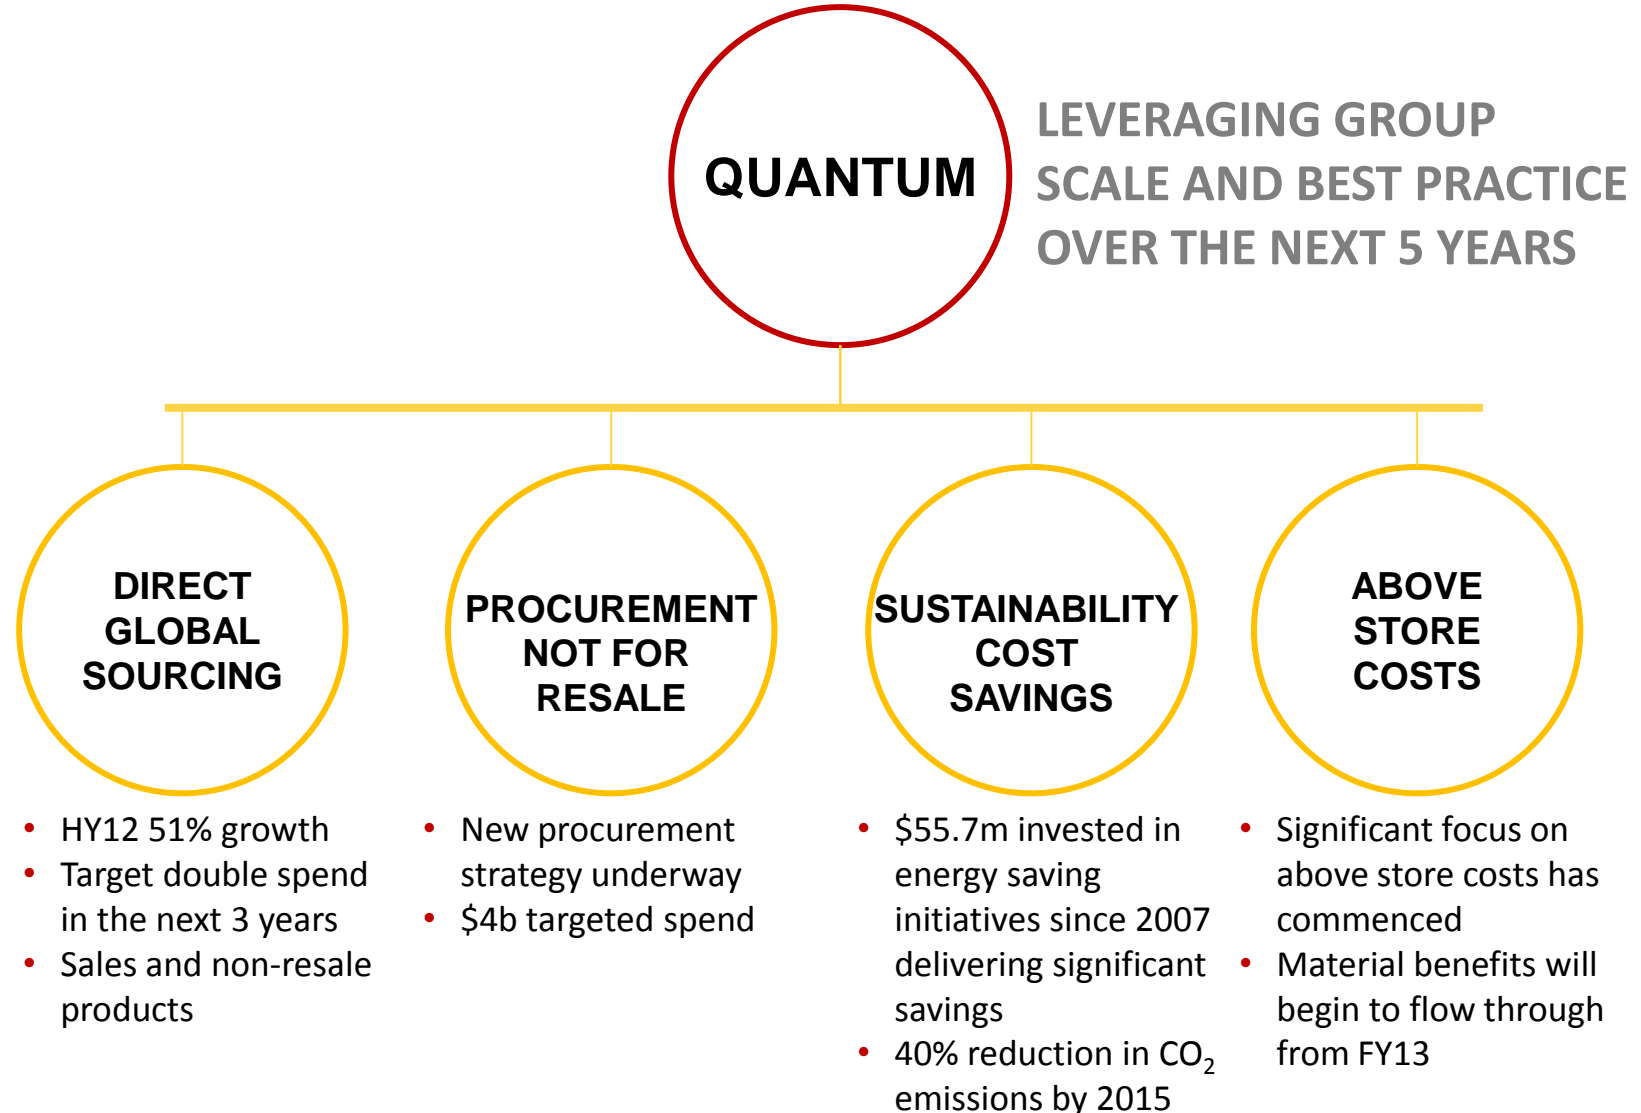 QUANTUM
LEVERAGING GROUP
SCALE AND BEST PRACTICE
OVER THE NEXT 5 YEARS
DIRECT
GLOBAL
SOURCING
• HY12 51% growth
• Target double spend
in the next 3 years
• Sales and non-resale
products
PROCUREMENT
NOT FOR
RESALE
• New procurement
strategy underway
• $4b targeted spend
SUSTAINABILITY
COST
SAVINGS
• $55.7m invested in
energy saving
initiatives since 2007
delivering significant
savings
• 40% reduction in CO₂
emissions by 2015
ABOVE
STORE
COSTS
• Significant focus on
above store costs has
commenced
• Material benefits will
begin to flow through
from FY13